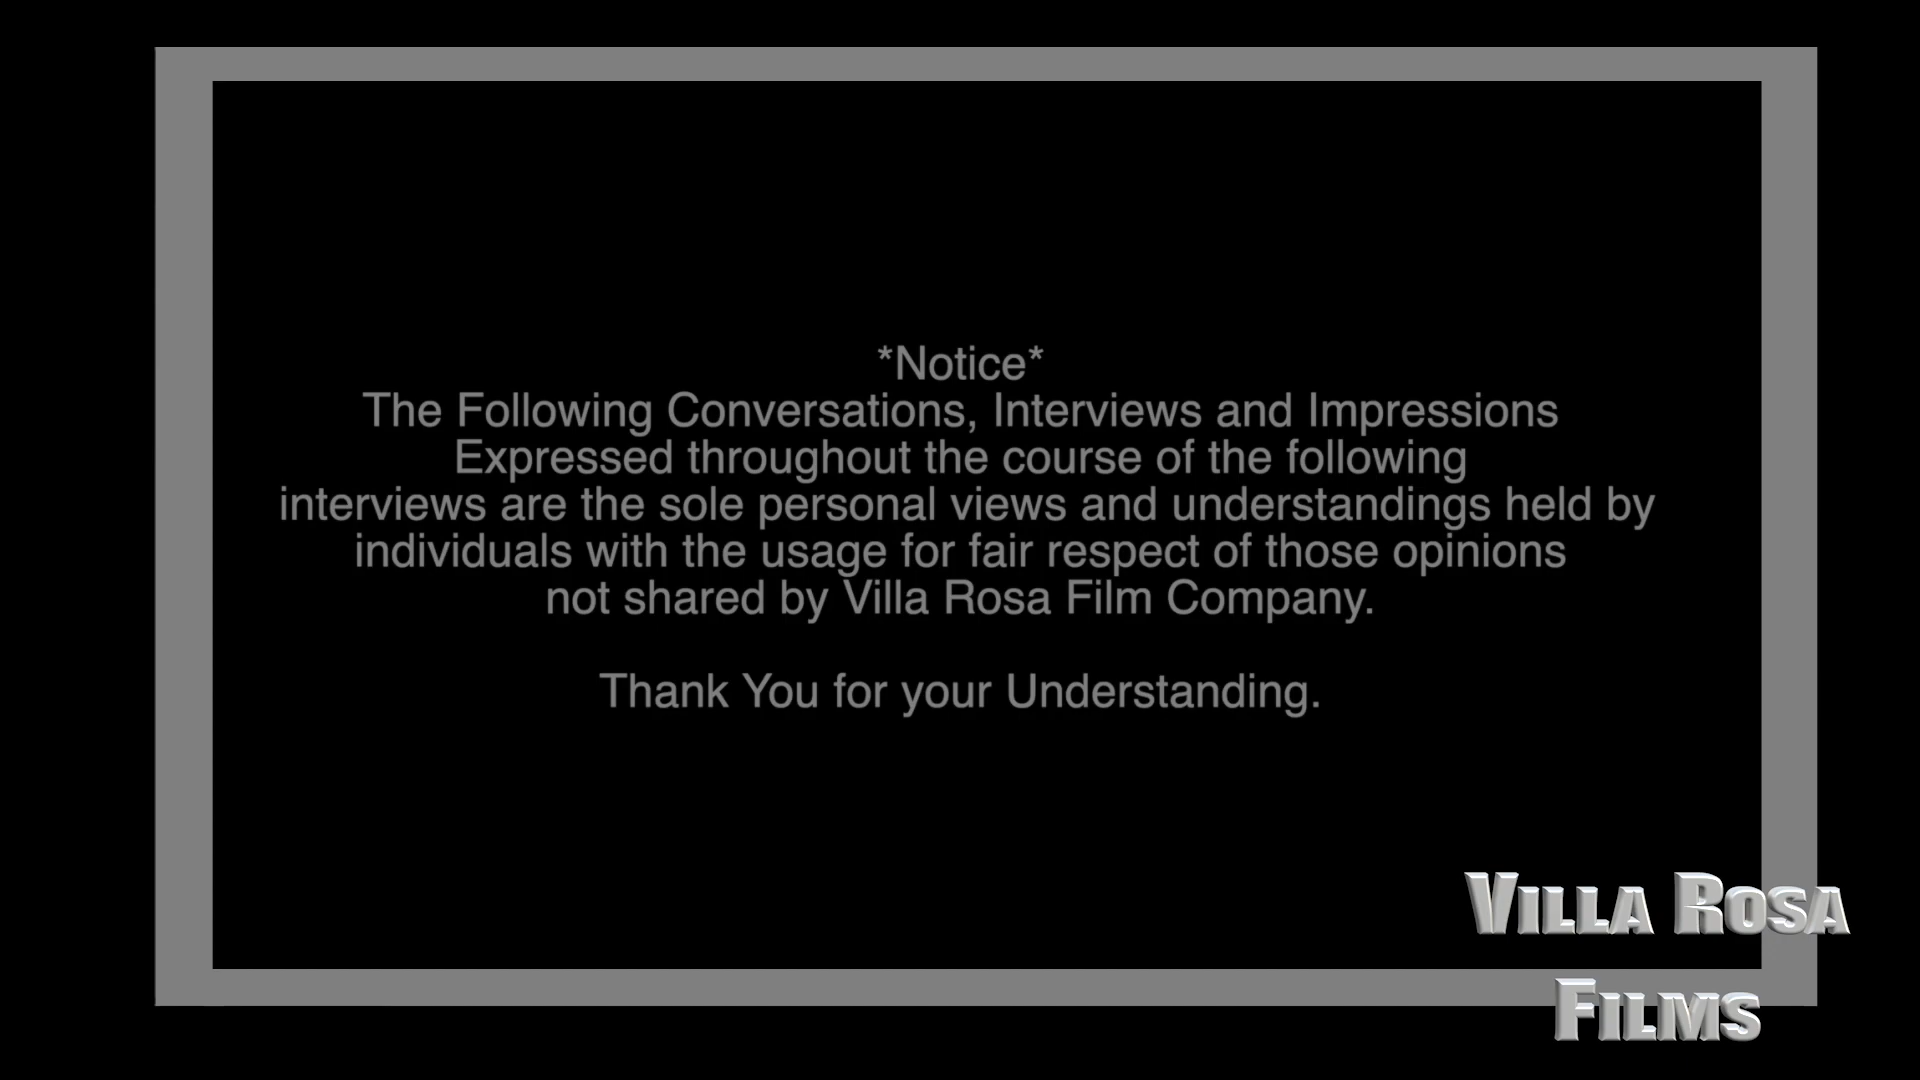 *Notice*
The Following Conversations, Interviews and Impressions
Expressed throughout the course of the following
interviews are the sole personal views and understandings held by
individuals with the usage for fair respect of those opinions
not shared by Villa Rosa Film Company.
Thank You for your Understanding.
Villa Rosa
Films